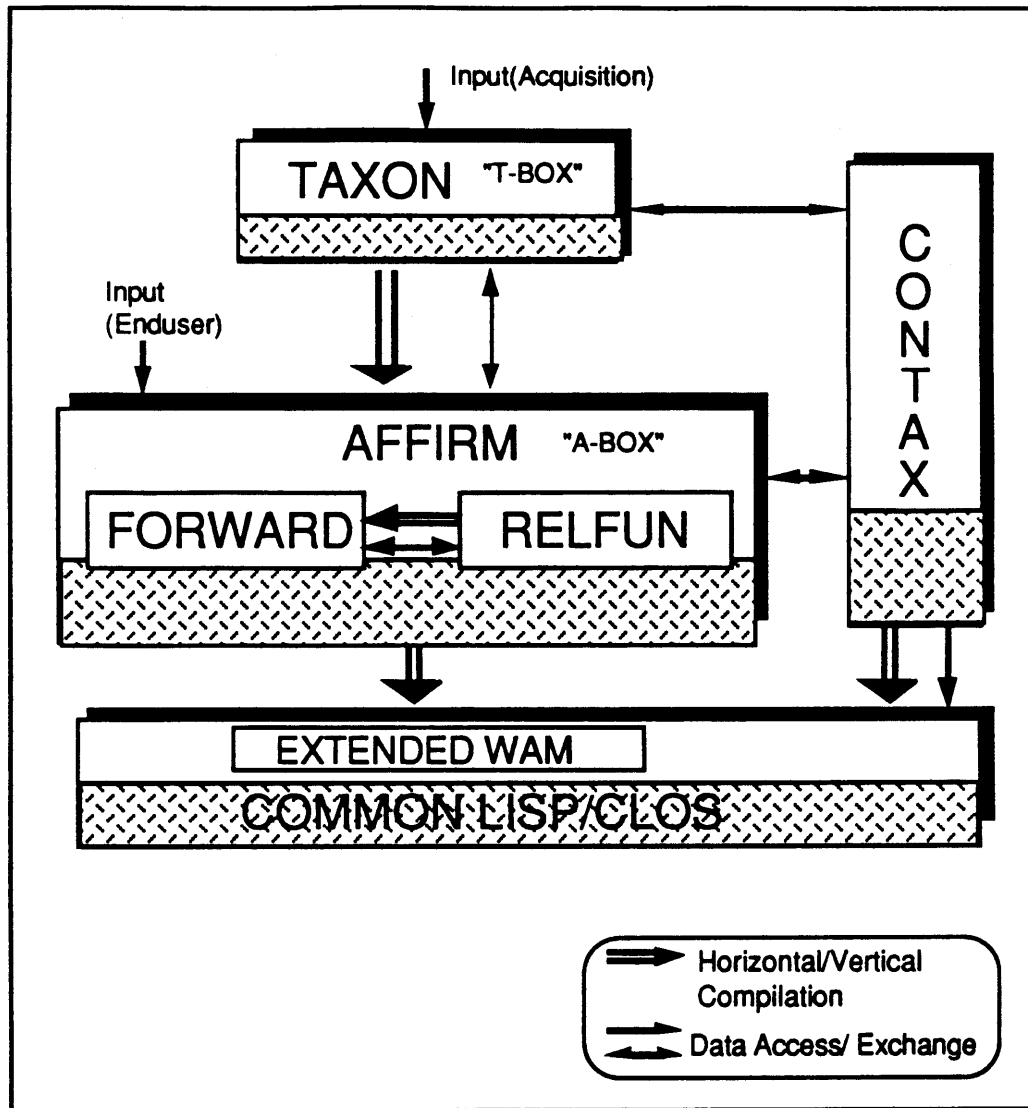 Input(Acquisition)
TAXON "T-BOX"
Input
(Enduser)
CONTAX
AFFIRM "A-BOX"
FORWARD
RELFUN
EXTENDED WAM
COMMON LISP/CLOS
Horizontal/Vertical
Compilation
Data Access/ Exchange